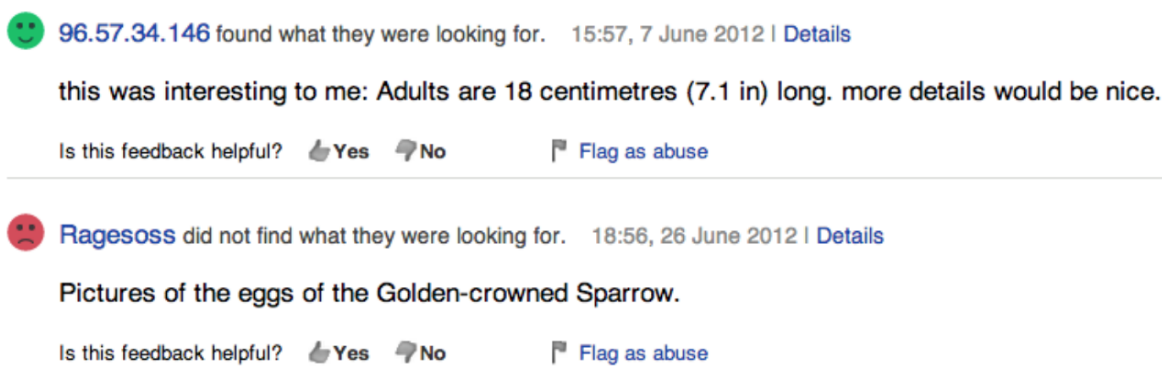 96.57.34.146 found what they were looking for. 15:57, 7 June 2012 | Details
this was interesting to me: Adults are 18 centimetres (7.1 in) long. more details would be nice.
Is this feedback helpful? Yes No Flag as abuse
Ragesoss did not find what they were looking for. 18:56, 26 June 2012 | Details
Pictures of the eggs of the Golden-crowned Sparrow.
Is this feedback helpful? Yes No Flag as abuse